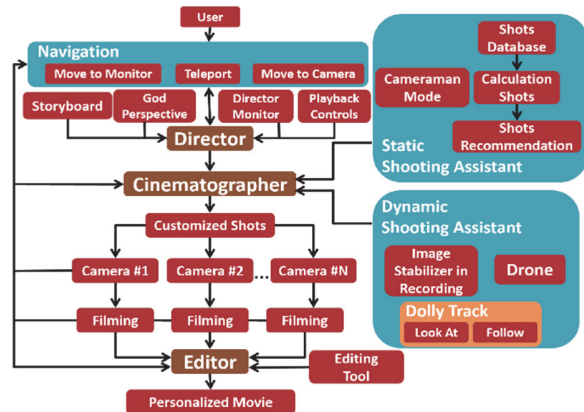 User
Navigation
Move to Monitor
Teleport
Move to Camera
Storyboard
God
Perspective
Director
Monitor
Playback
Controls
Director
Cinematographer
Customized Shots
Camera #1
Camera #2
...
Camera #N
Filming
Filming
Filming
Editor
Editing
Tool
Personalized Movie
Shots
Database
Cameraman
Mode
Calculation
Shots
Shots
Recommendation
Static
Shooting Assistant
Dynamic
Shooting Assistant
Image
Stabilizer in
Recording
Drone
Dolly Track
Look At
Follow